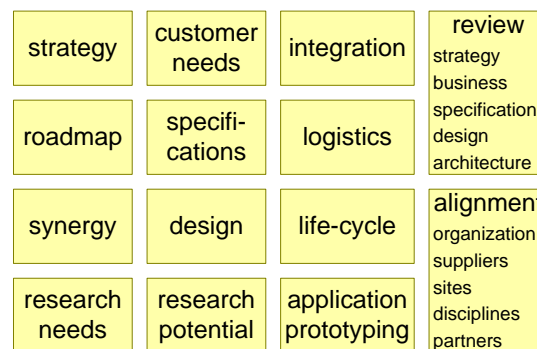 strategy
customer
needs
integration
review
strategy
business
specification
design
architecture
roadmap
specifi-
cations
logistics
synergy
design
life-cycle
alignment
organization
suppliers
sites
disciplines
partners
research
needs
research
potential
application
prototyping